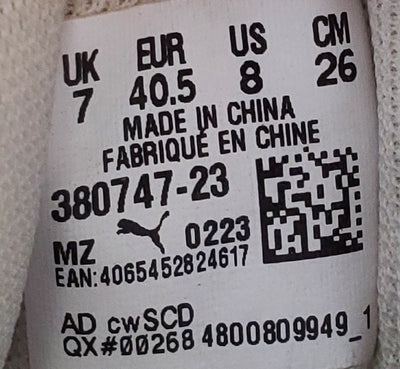 UK EUR US CM
7 40.5 8 26
MADE IN CHINA
FABRIQUÉ EN CHINE
380747-23
MZ 0223
EAN:4065452824617
AD cwSCD
QX#00268 4800809949_1